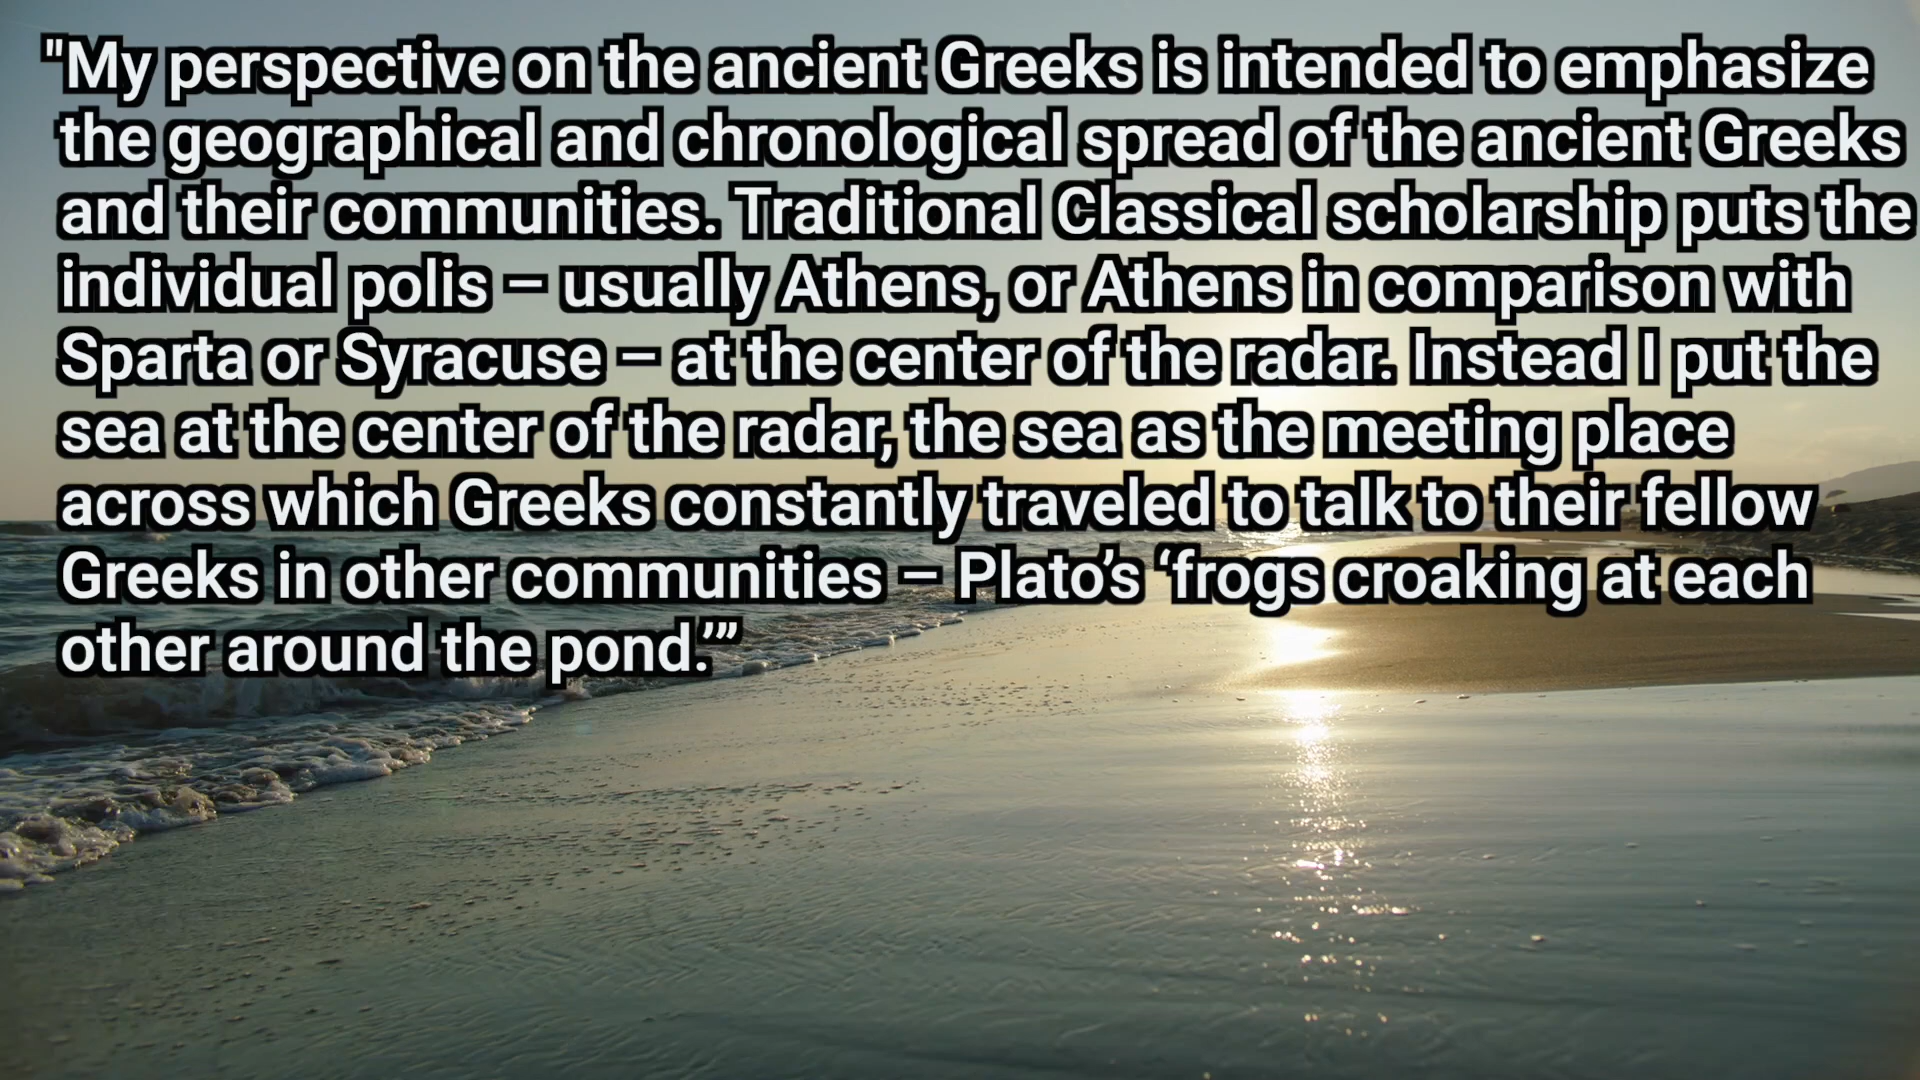 "My perspective on the ancient Greeks is intended to emphasize
the geographical and chronological spread of the ancient Greeks
and their communities. Traditional Classical scholarship puts the
individual polis – usually Athens, or Athens in comparison with
Sparta or Syracuse – at the center of the radar. Instead I put the
sea at the center of the radar, the sea as the meeting place
across which Greeks constantly traveled to talk to their fellow
Greeks in other communities – Plato’s ‘frogs croaking at each
other around the pond.’”